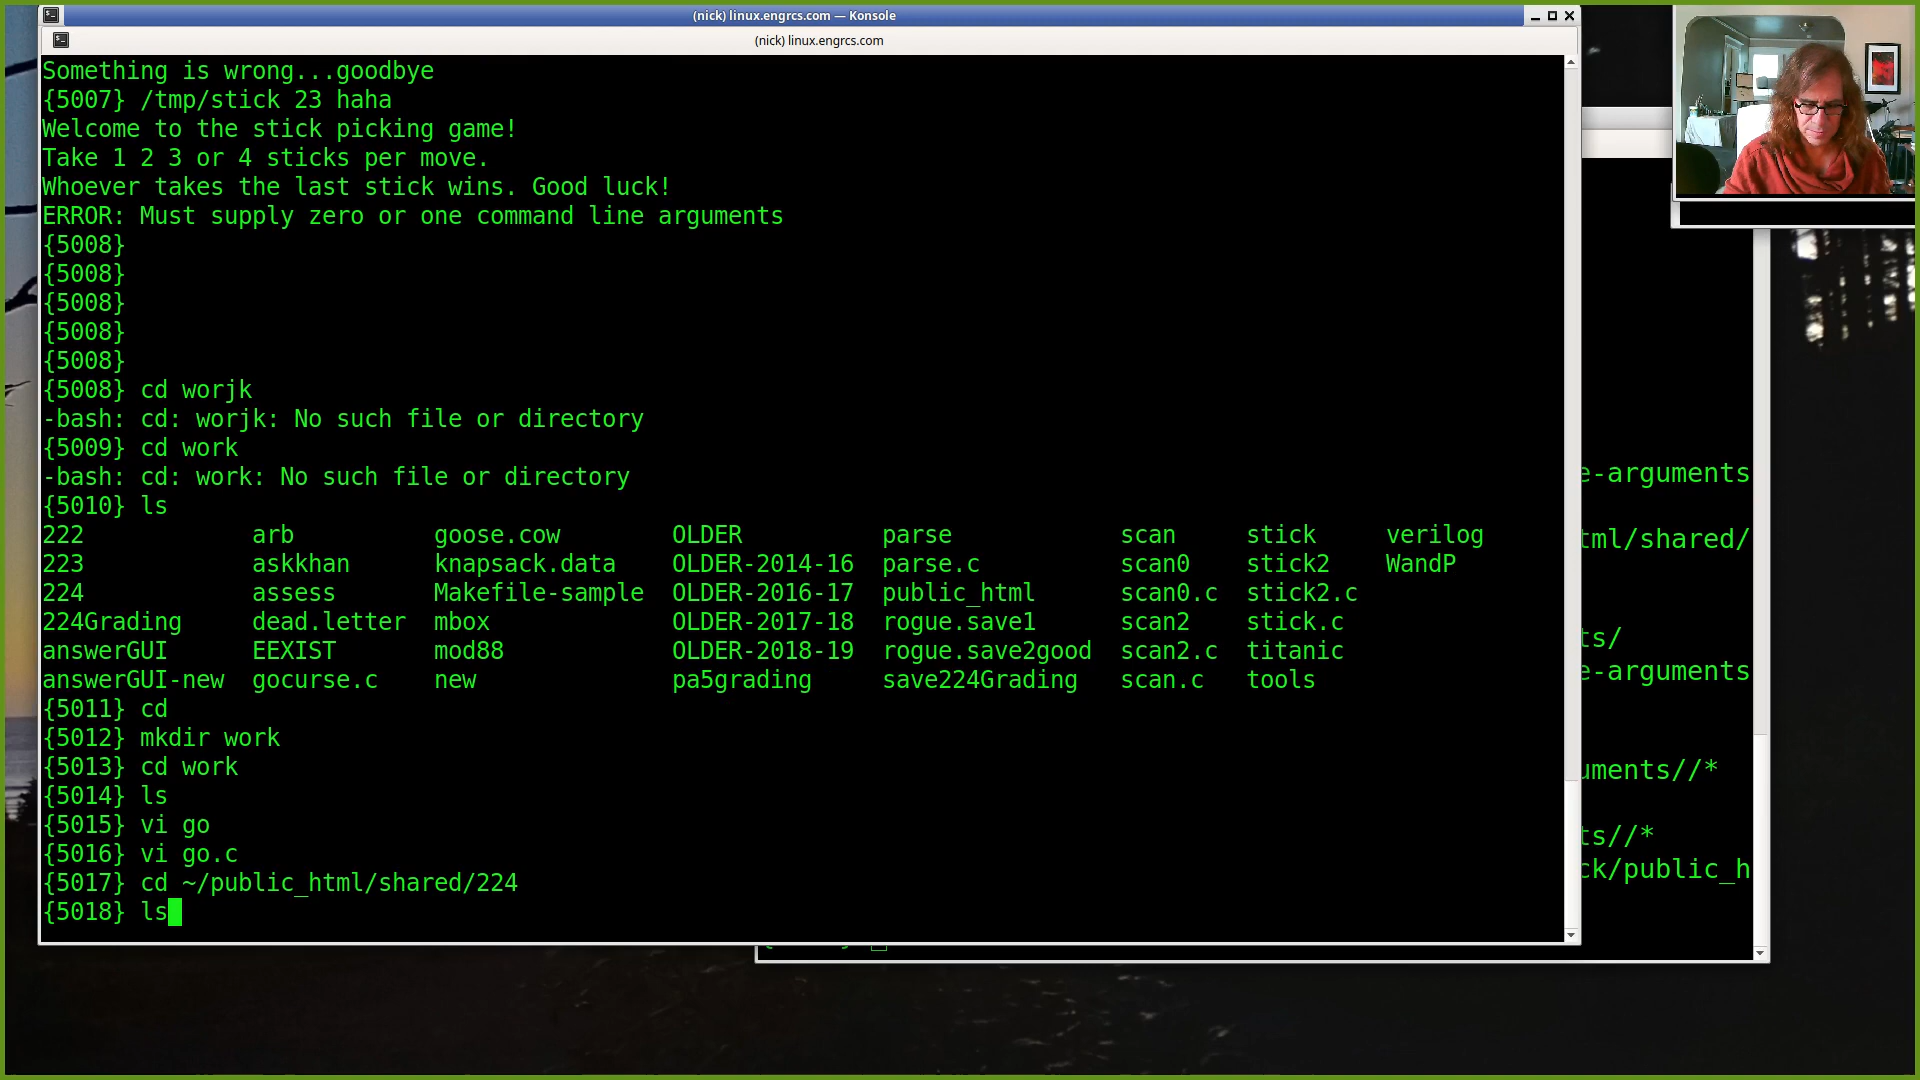 (nick) linux.engrcs.com — Konsole
(nick) linux.engrcs.com
Something is wrong...goodbye
{5007} /tmp/stick 23 haha
Welcome to the stick picking game!
Take 1 2 3 or 4 sticks per move.
Whoever takes the last stick wins. Good luck!
ERROR: Must supply zero or one command line arguments
{5008}
{5008}
{5008}
{5008}
{5008}
{5008} cd worjk
-bash: cd: worjk: No such file or directory
{5009} cd work
-bash: cd: work: No such file or directory
{5010} ls
222 arb goose.cow OLDER parse scan stick verilog
223 askkhan knapsack.data OLDER-2014-16 parse.c scan0 stick2 WandP
224 assess Makefile-sample OLDER-2016-17 public_html scan0.c stick2.c
224Grading dead.letter mbox OLDER-2017-18 rogue.save1 scan2 stick.c
answerGUI EEXIST mod88 OLDER-2018-19 rogue.save2good scan2.c titanic
answerGUI-new gocurse.c new pa5grading save224Grading scan.c tools
{5011} cd
{5012} mkdir work
{5013} cd work
{5014} ls
{5015} vi go
{5016} vi go.c
{5017} cd ~/public_html/shared/224
{5018} ls
e-arguments
tml/shared/
ts/
e-arguments
uments//*
ts//*
ck/public_h